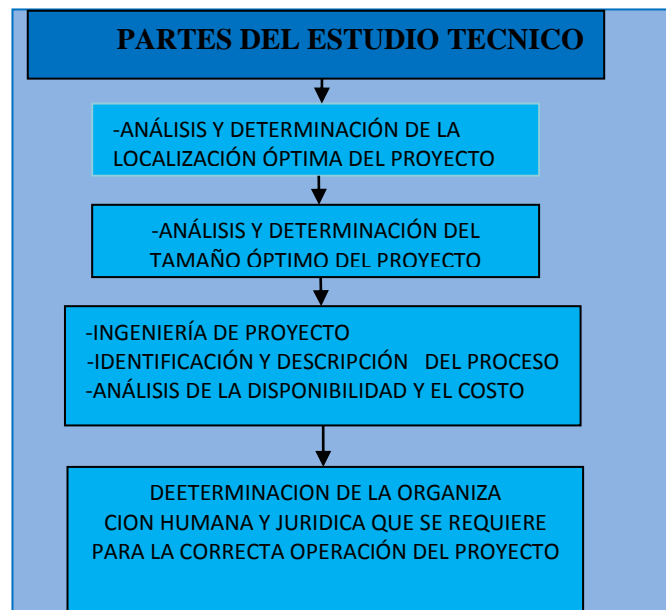 PARTES DEL ESTUDIO TECNICO
-ANÁLISIS Y DETERMINACIÓN DE LA
LOCALIZACIÓN ÓPTIMA DEL PROYECTO
-ANÁLISIS Y DETERMINACIÓN DEL
TAMAÑO ÓPTIMO DEL PROYECTO
-INGENIERÍA DE PROYECTO
-IDENTIFICACIÓN Y DESCRIPCIÓN DEL PROCESO
-ANÁLISIS DE LA DISPONIBILIDAD Y EL COSTO
DEETERMINACION DE LA ORGANIZA
CION HUMANA Y JURIDICA QUE SE REQUIERE
PARA LA CORRECTA OPERACIÓN DEL PROYECTO